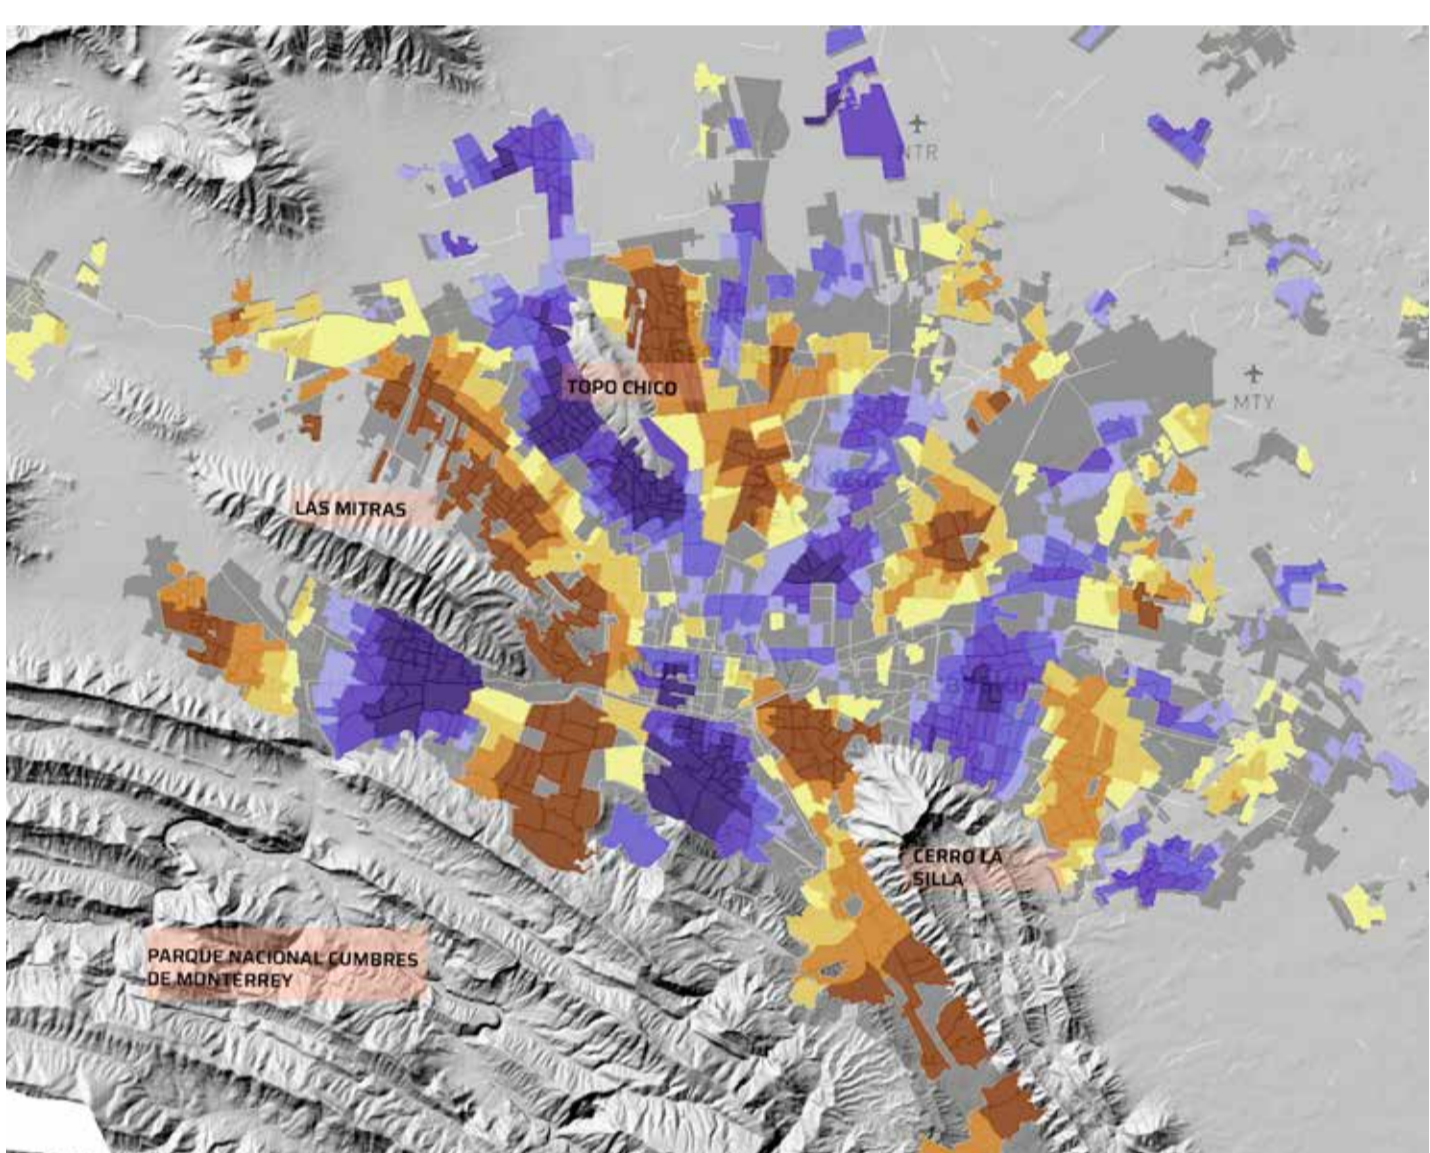 NTR
TOPO CHICO
MTY
LAS MITRAS
CERRO LA
SILLA
PARQUE NACIONAL CUMBRES
DE MONTERREY